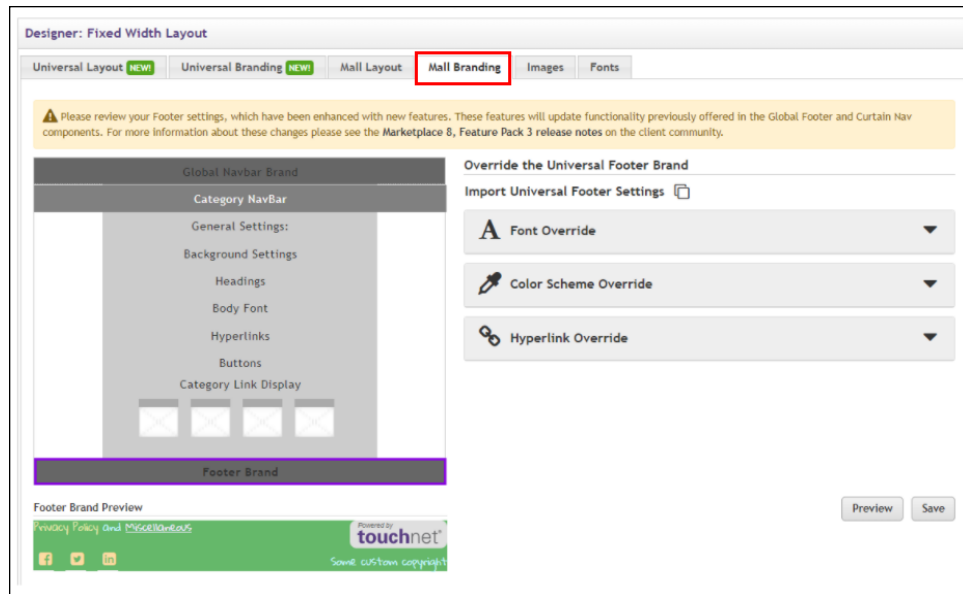 Designer: Fixed Width Layout
Universal Layout NEW! Universal Branding NEW! Mall Layout Mall Branding Images Fonts
Please review your Footer settings, which have been enhanced with new features. These features will update functionality previously offered in the Global Footer and Curtain Nav
components. For more information about these changes please see the Marketplace 8, Feature Pack 3 release notes on the client community.
Global Navbar Brand
Category NavBar
General Settings:
Background Settings
Headings
Body Font
Hyperlinks
Buttons
Category Link Display
Footer Brand
Override the Universal Footer Brand
Import Universal Footer Settings
A Font Override
Color Scheme Override
Hyperlink Override
Footer Brand Preview
Preview Save
Privacy Policy and Miscellaneous
Powered by
touchnet
Some custom copyright